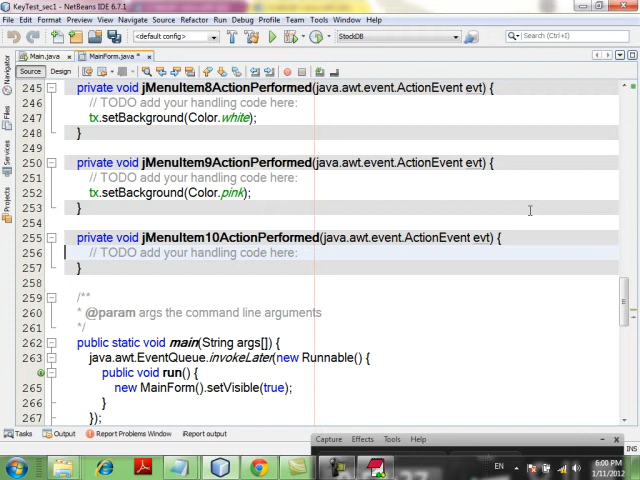 KeyTest_sec1 - NetBeans IDE 6.7.1
File Edit View Navigate Source Refactor Run Debug Profile Team Tools Window Help
<default config>
StockDB
Search (Ctrl+I)
Main.java
MainForm.java *
Source Design
Navigator
Files
Services
Projects
245 private void jMenuItem8ActionPerformed(java.awt.event.ActionEvent evt) {
246 // TODO add your handling code here:
247 tx.setBackground(Color.white);
248 }
249
250 private void jMenuItem9ActionPerformed(java.awt.event.ActionEvent evt) {
251 // TODO add your handling code here:
252 tx.setBackground(Color.pink);
253 }
254
255 private void jMenuItem10ActionPerformed(java.awt.event.ActionEvent evt) {
256 // TODO add your handling code here:
257 }
258
259 /**
260 * @param args the command line arguments
261 */
262 public static void main(String args[]) {
263 java.awt.EventQueue.invokeLater(new Runnable() {
public void run() {
265 new MainForm().setVisible(true);
266 }
267 });
Tasks Output Report Problems Window iReport output
INS
Capture Effects Tools Help
EN
6:00 PM
1/11/2012